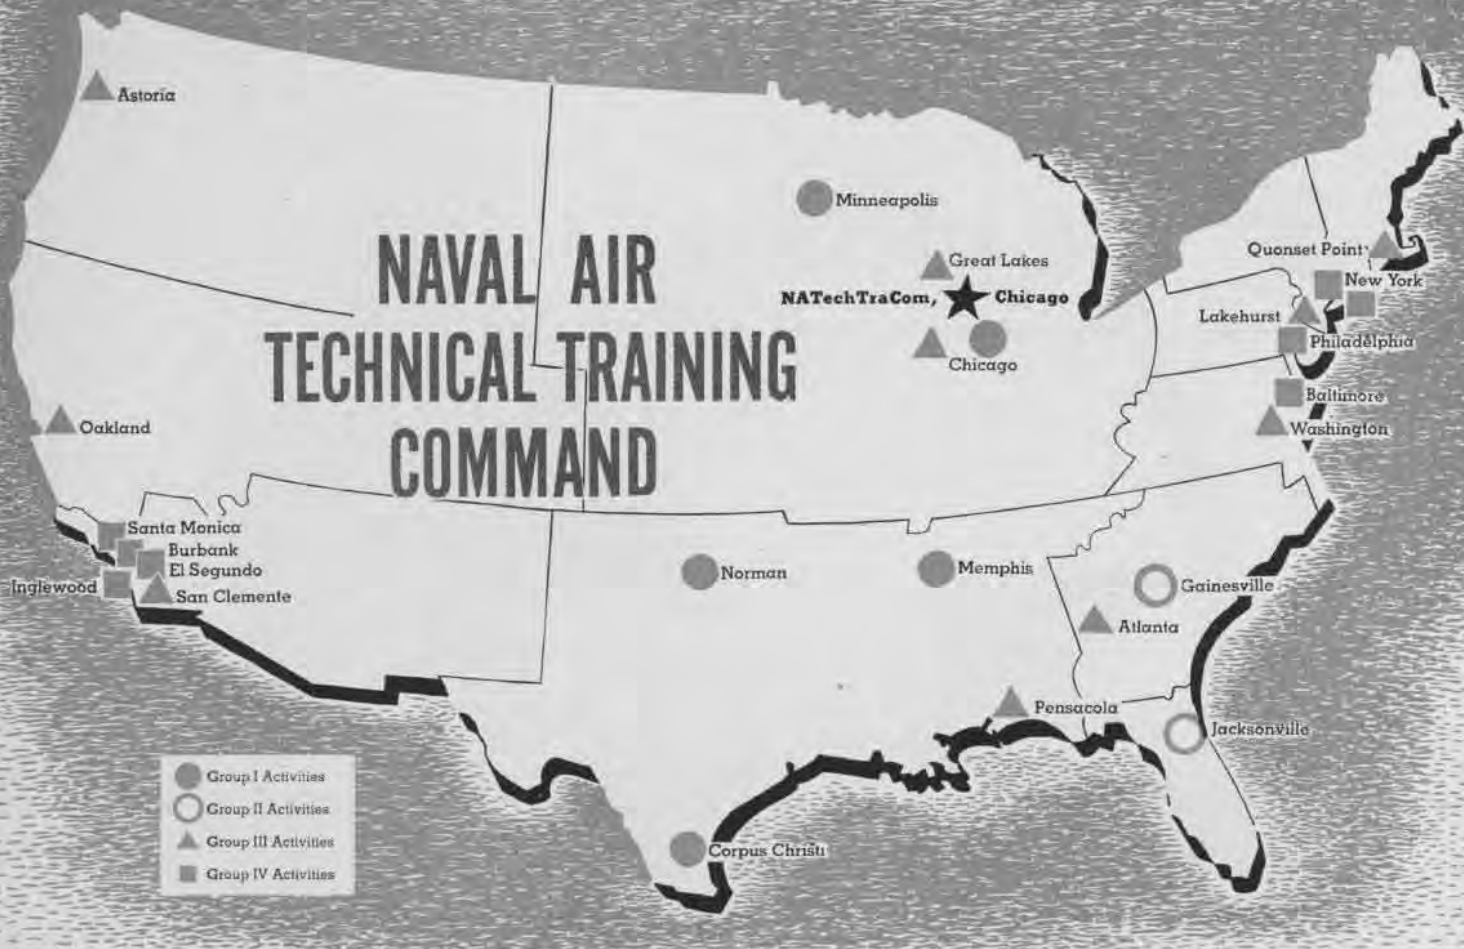 Astoria
Minneapolis
NAVAL AIR
TECHNICAL TRAINING
COMMAND
Great Lakes
NATechTraCom, Chicago
Chicago
Quonset Point
New York
Lakehurst
Philadelphia
Baltimore
Washington
Oakland
Santa Monica
Burbank
El Segundo
Inglewood
San Clemente
Norman
Memphis
Gainesville
Atlanta
Pensacola
Jacksonville
Corpus Christi
Group I Activities
Group II Activities
Group III Activities
Group IV Activities